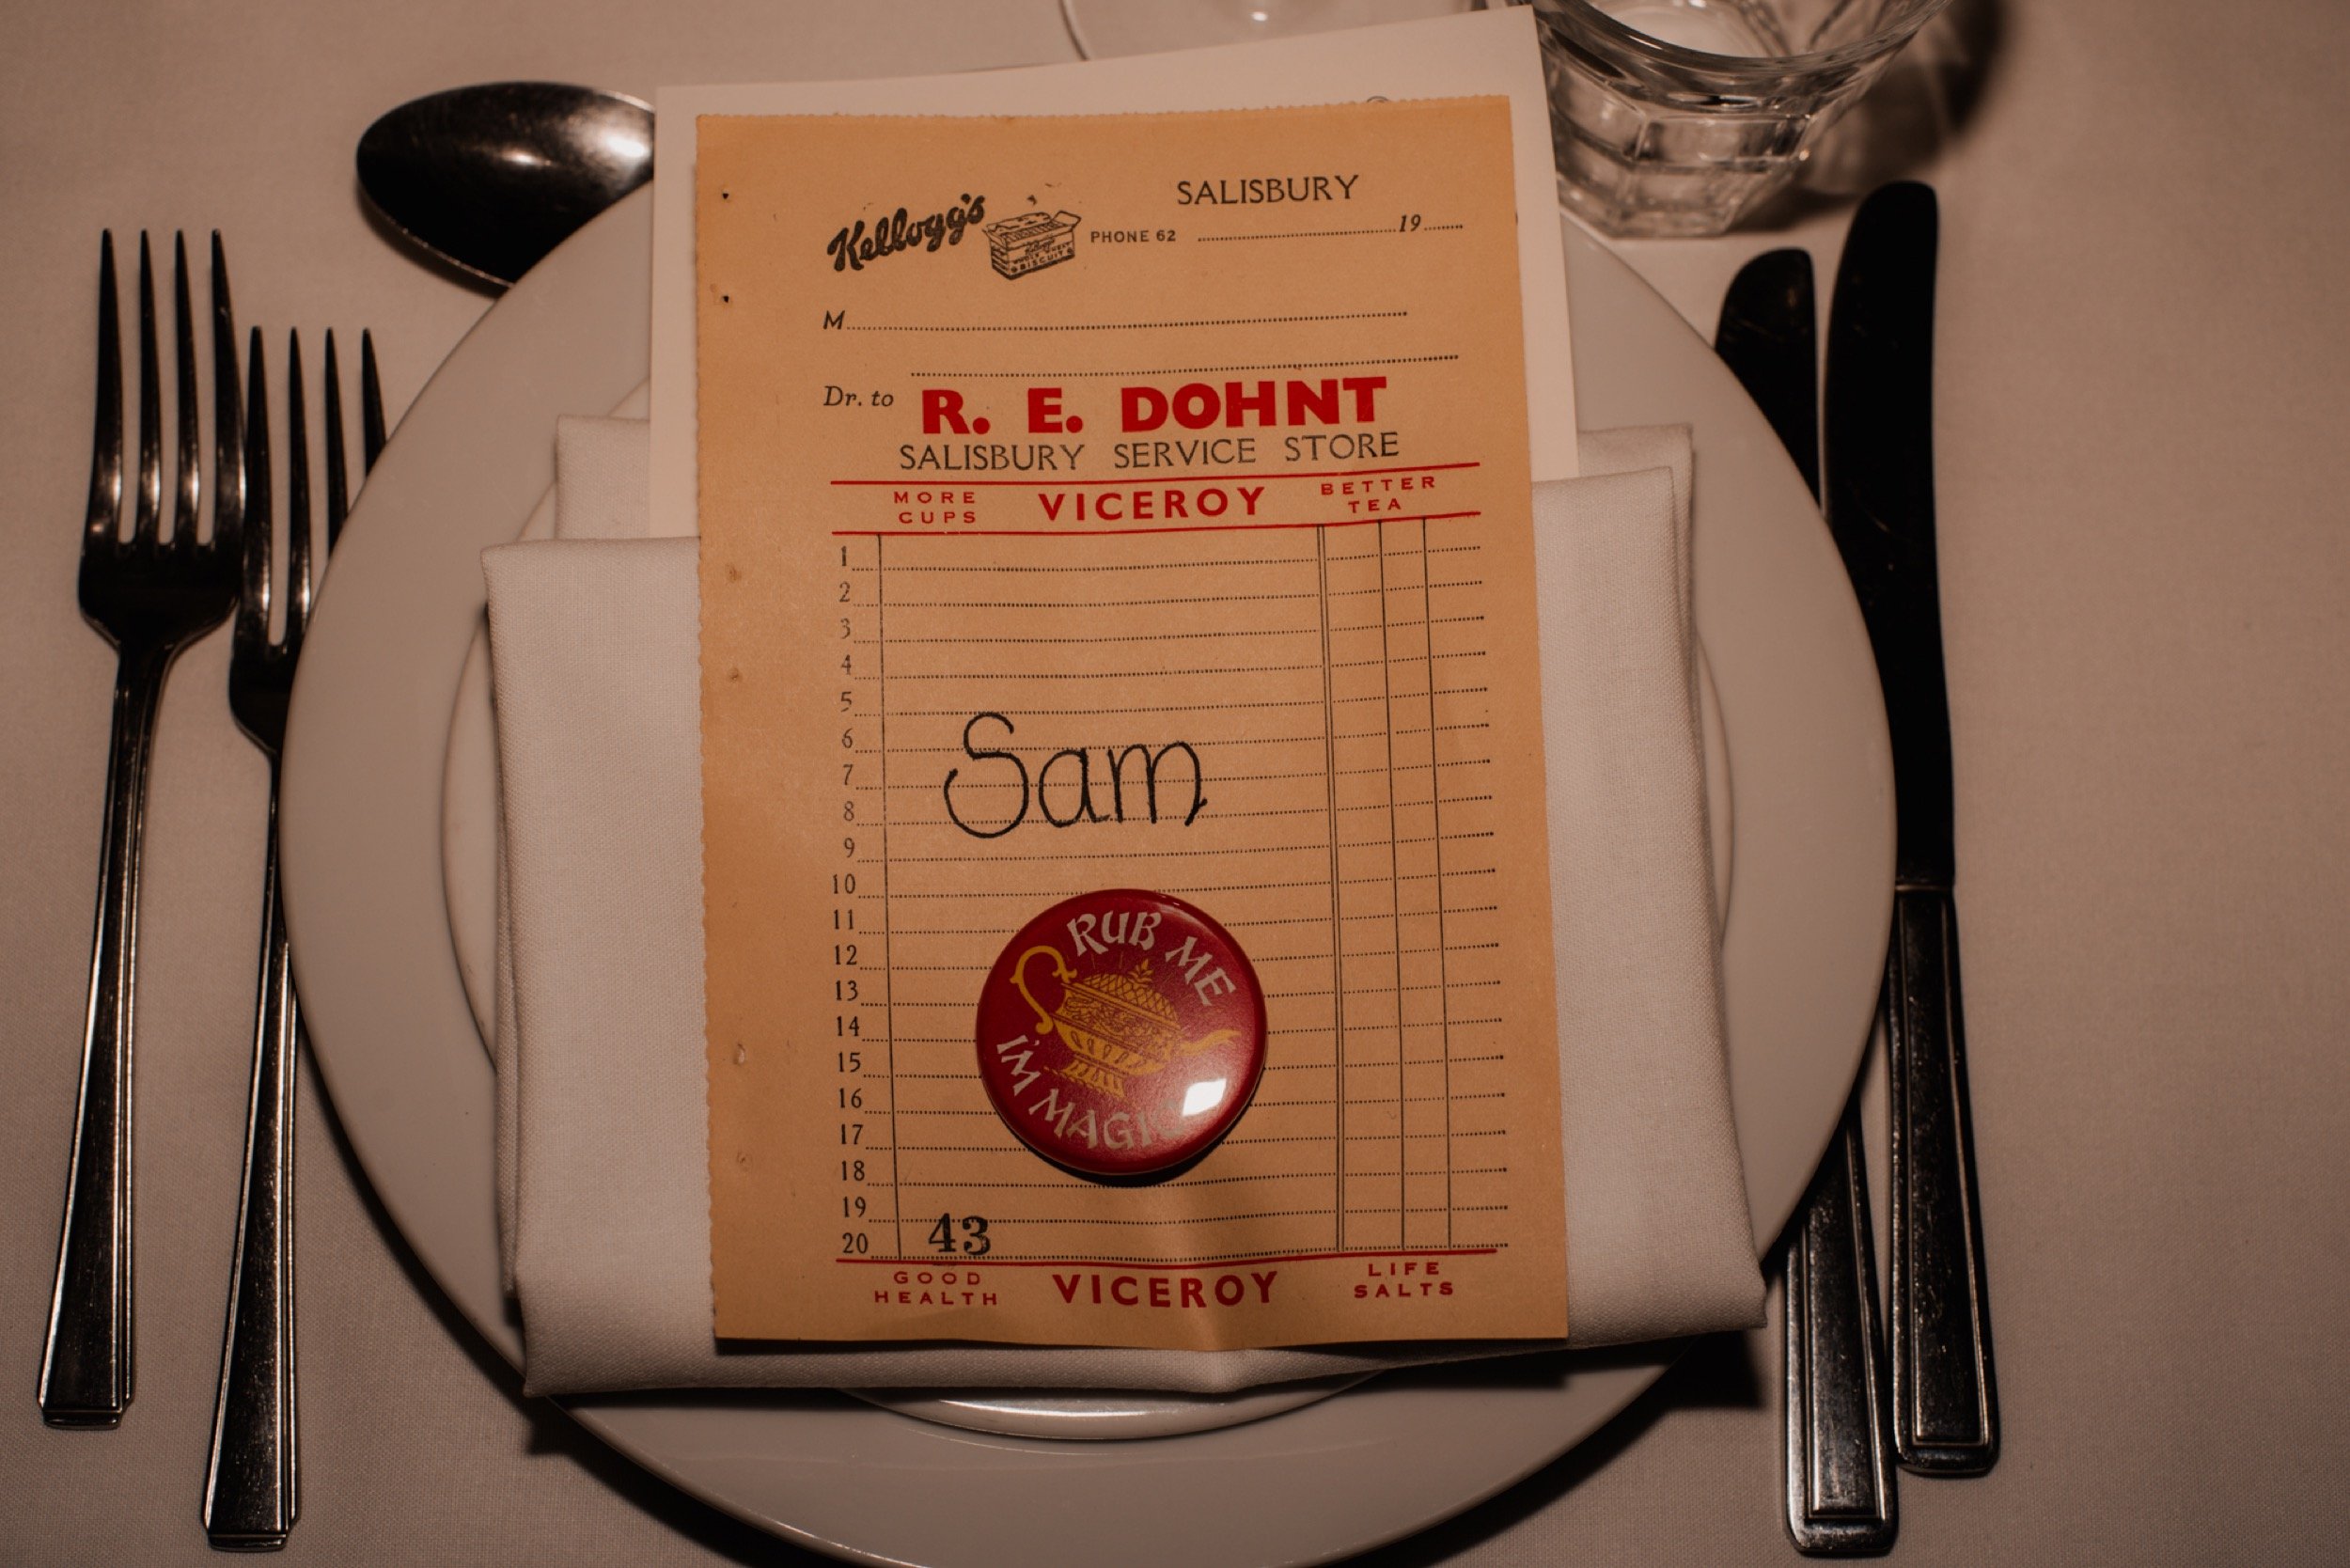 SALISBURY
Kellogg's PHONE 62 19
M
Dr. to R. E. DOHNT
SALISBURY SERVICE STORE
MORE CUPS VICEROY BETTER TEA
1
2
3
4
5
6
7
8
Sam
9
10
11
12
13
14
15
16
17
18
19
20
RUB ME
I'M MAGIC
43
GOOD HEALTH VICEROY LIFE SALTS